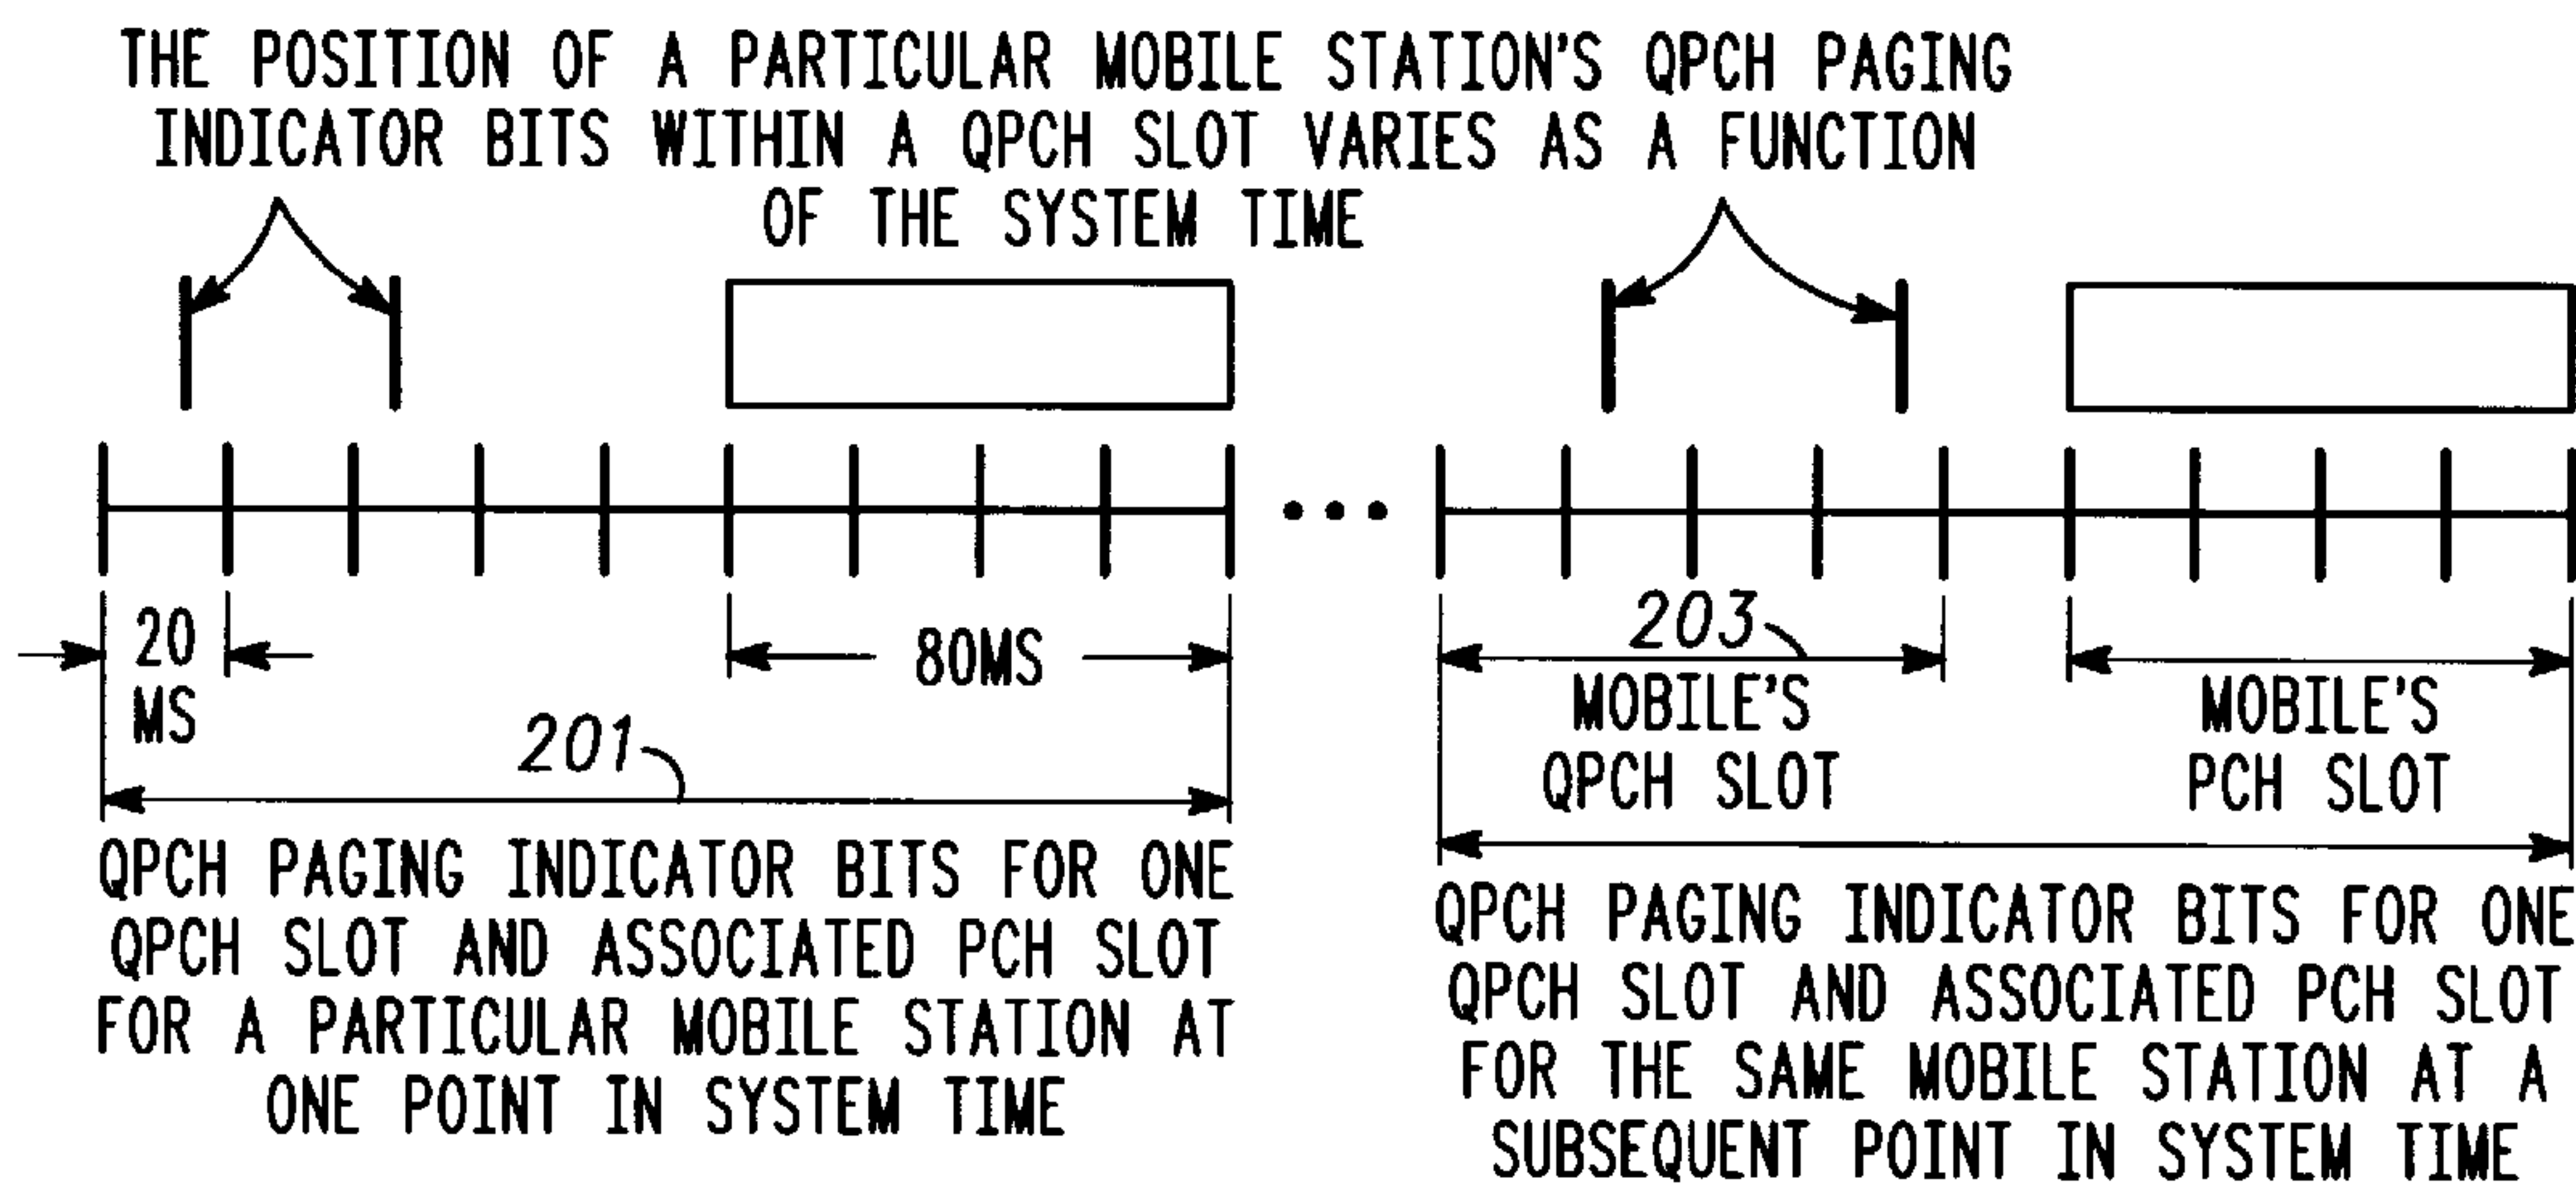 THE POSITION OF A PARTICULAR MOBILE STATION'S QPCH PAGING
INDICATOR BITS WITHIN A QPCH SLOT VARIES AS A FUNCTION
OF THE SYSTEM TIME
20
MS
80MS
201
QPCH PAGING INDICATOR BITS FOR ONE
QPCH SLOT AND ASSOCIATED PCH SLOT
FOR A PARTICULAR MOBILE STATION AT
ONE POINT IN SYSTEM TIME
203
MOBILE'S
QPCH SLOT
MOBILE'S
PCH SLOT
QPCH PAGING INDICATOR BITS FOR ONE
QPCH SLOT AND ASSOCIATED PCH SLOT
FOR THE SAME MOBILE STATION AT A
SUBSEQUENT POINT IN SYSTEM TIME